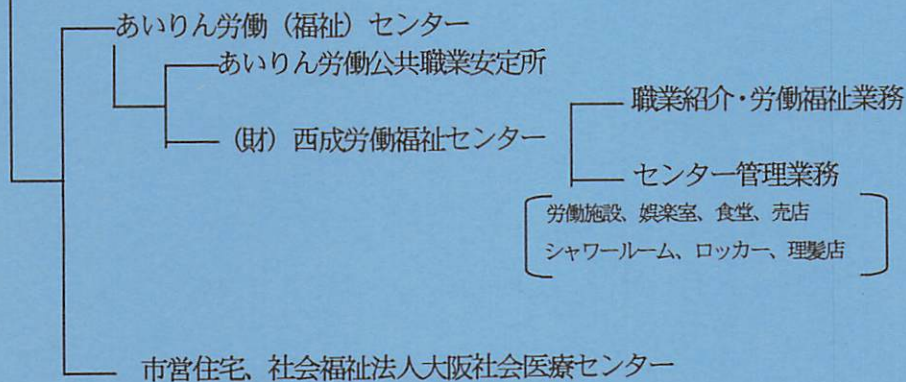 あいりん労働（福祉）センター
あいりん労働公共職業安定所
職業紹介・労働福祉業務
（財）西成労働福祉センター
センター管理業務
労働施設、娯楽室、食堂、売店
シャワールーム、ロッカー、理髪店
市営住宅、社会福祉法人大阪社会医療センター